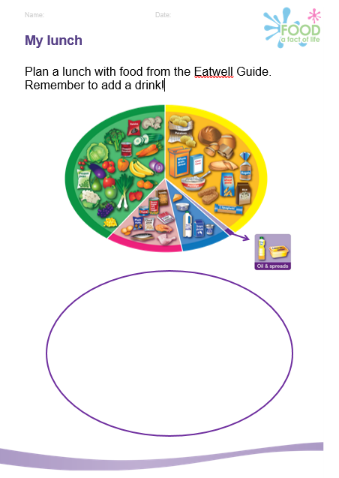 Name:
Date:
FOOD
is fact of life
My lunch
Plan a lunch with food from the Eatwell Guide.
Remember to add a drink!
Oil & spreads